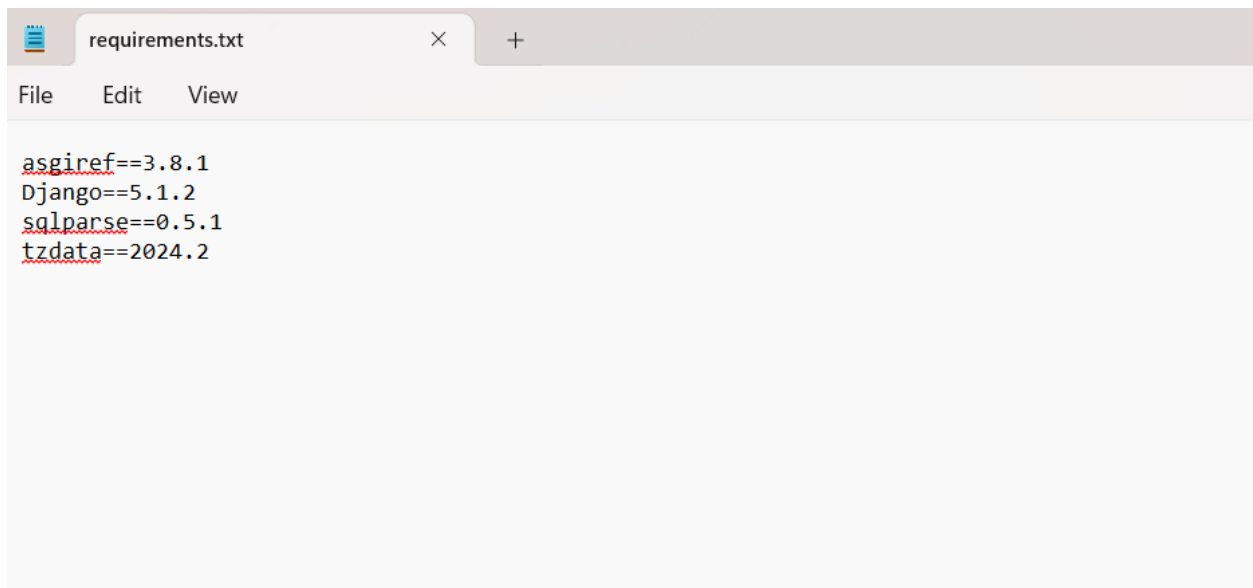 requirements.txt
File Edit View
asgiref==3.8.1
Django==5.1.2
sqlparse==0.5.1
tzdata==2024.2